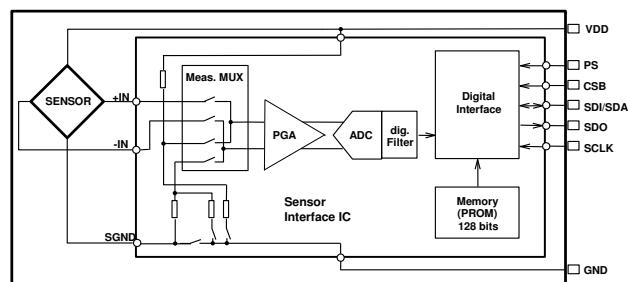 VDD
Meas. MUX
PS
SENSOR
+IN
CSB
Digital
Interface
SDI/SDA
PGA
ADC
dig.
Filter
SDO
-IN
SCLK
Sensor
Interface IC
Memory
(PROM)
128 bits
SGND
GND